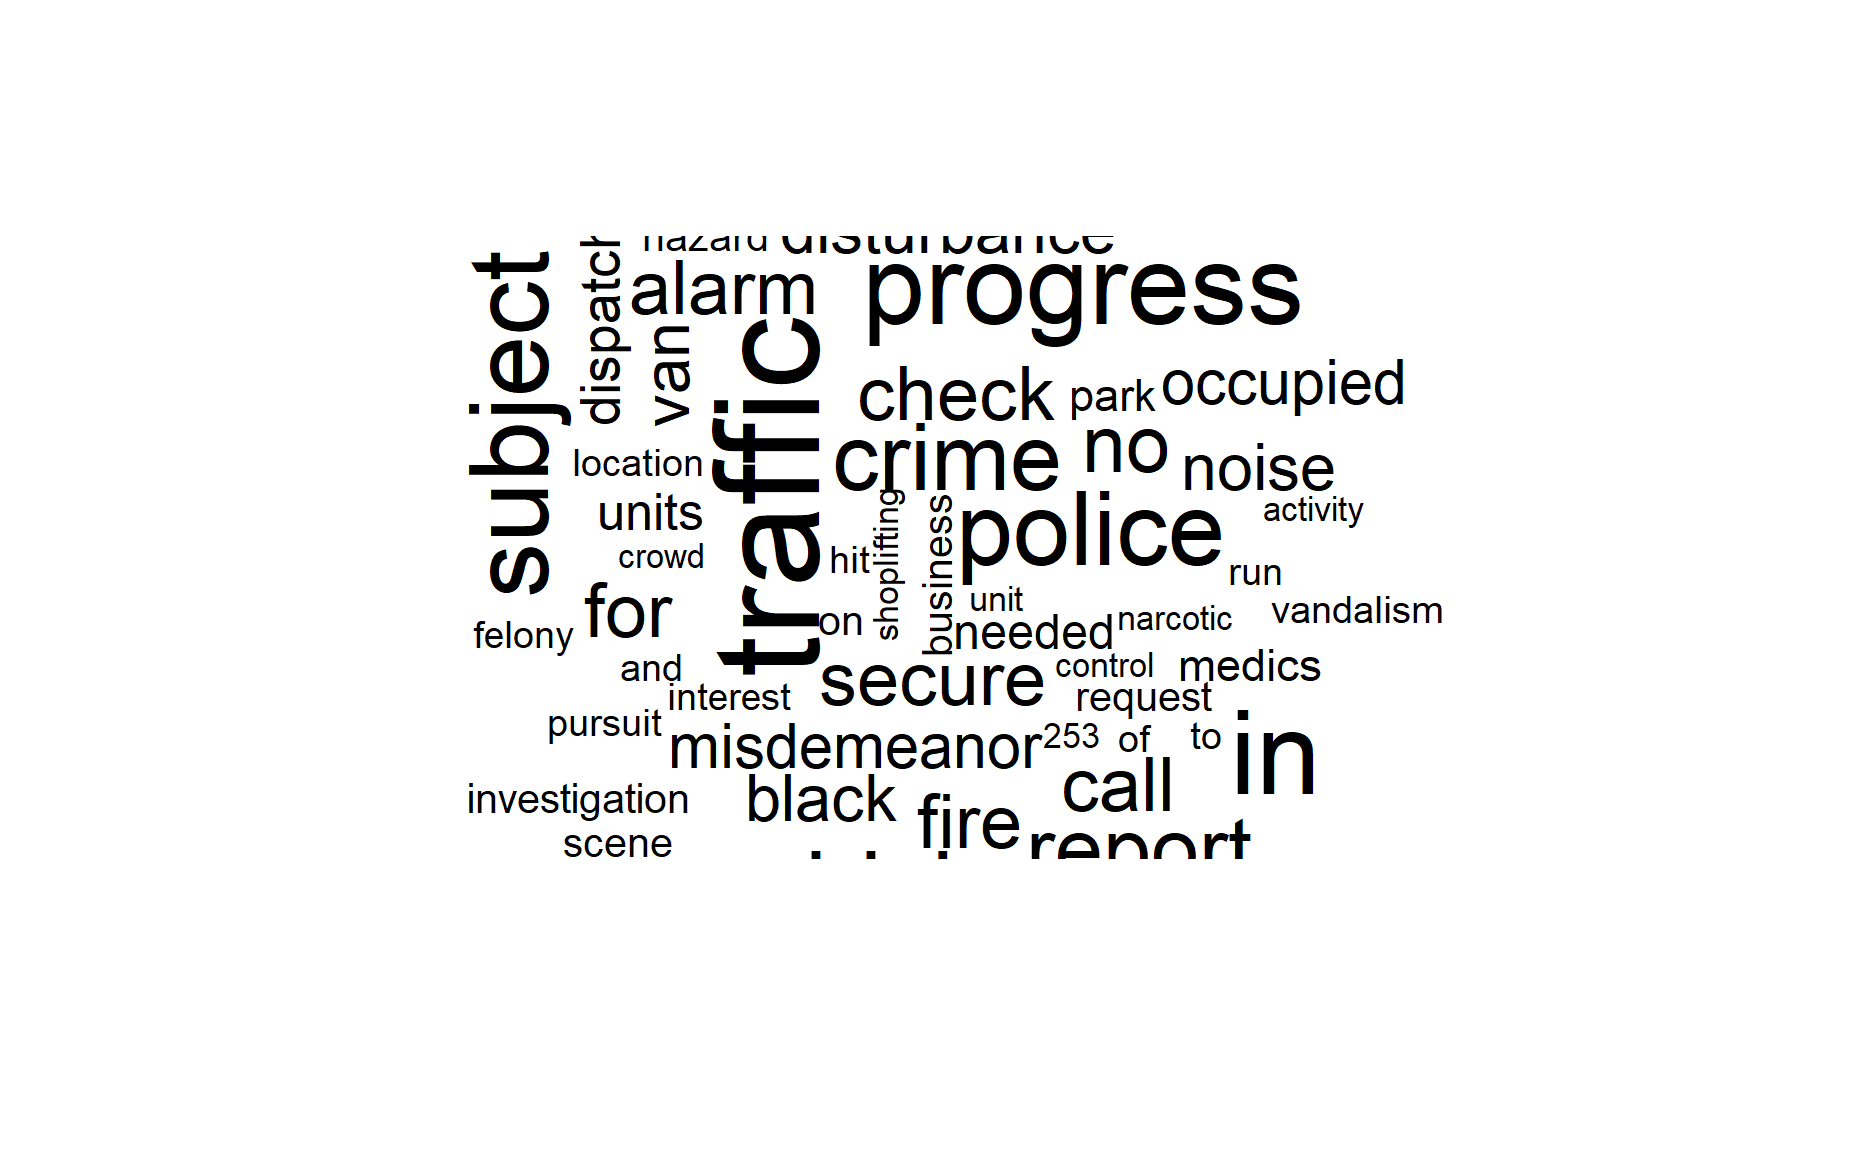 hazard disturbance
subject
dispatch
alarm
progress
van
traffic
check park occupied
crime no noise
location
units
shoplifting
business
police
activity
crowd
hit
run
for
on
unit
felony
needed narcotic vandalism
and
secure control medics
interest
request
pursuit
misdemeanor 253 of to in
investigation
black
fire
call
scene
report